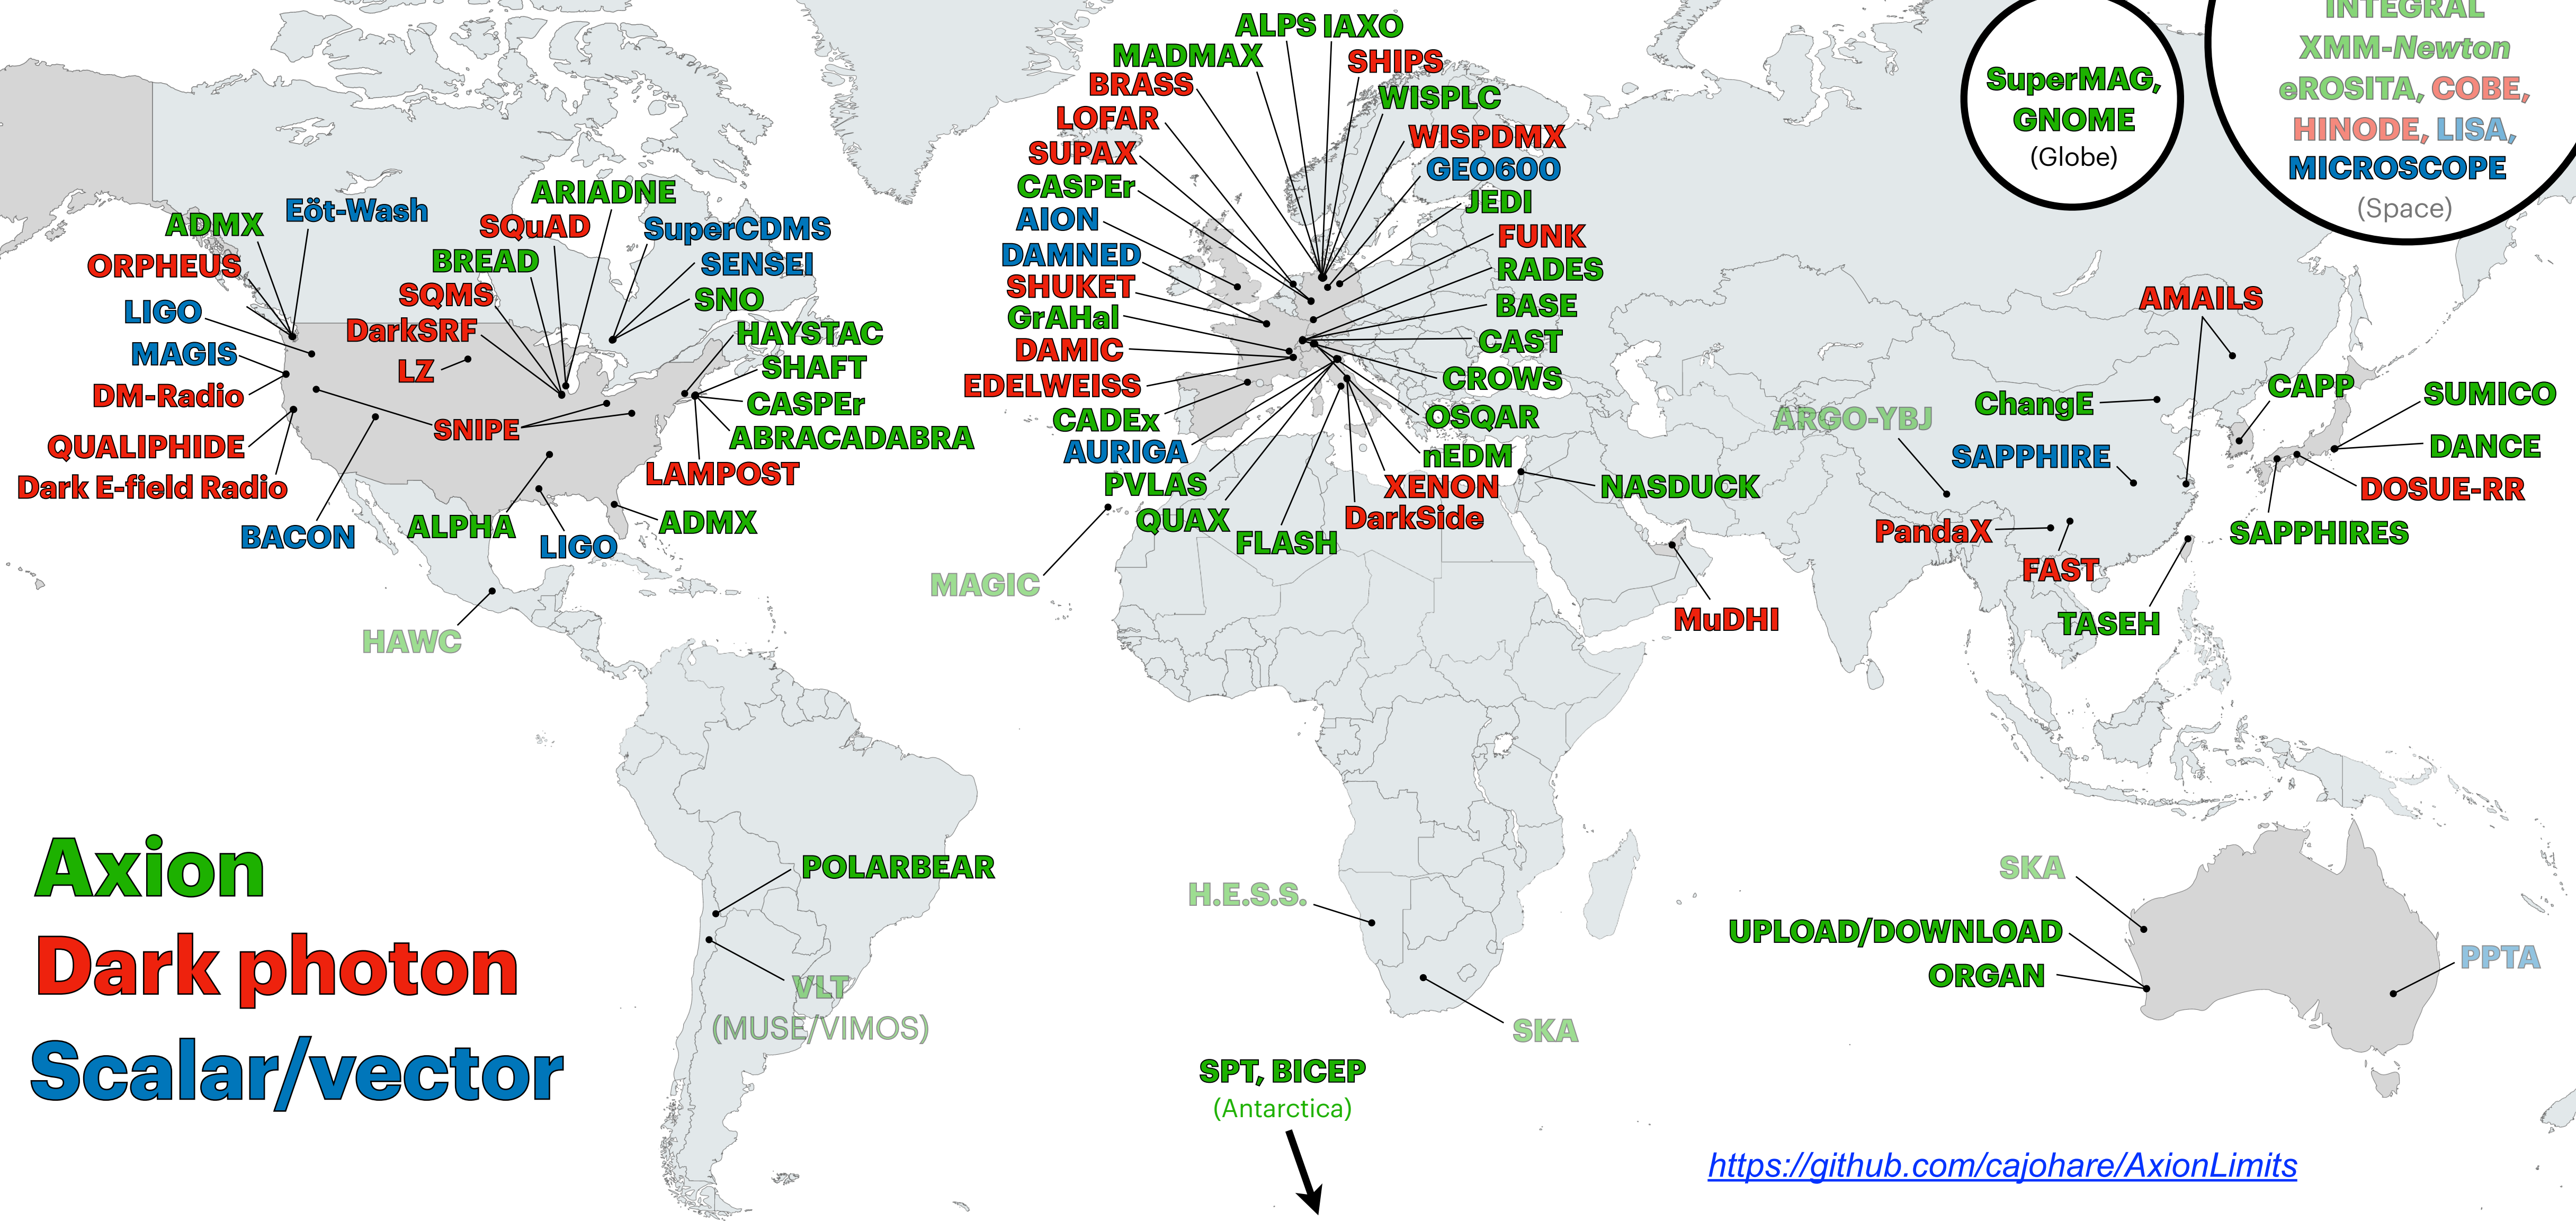 ALPS IAXO
MADMAX
SHIPS
BRASS
WISPLC
LOFAR
WISPDMX
SUPAX
GEO600
CASPEr
JEDI
AION
FUNK
DAMNED
RADES
SHUKET
BASE
GrAHal
CAST
DAMIC
CROWS
EDELWEISS
OSQAR
CADEx
nEDM
AURIGA
XENON
PVLAS
DarkSide
QUAX
FLASH
NASDUCK
MAGIC
MuDHI
INTEGRAL
XMM-Newton
eROSITA, COBE,
HINODE, LISA,
MICROSCOPE
(Space)
SuperMAG,
GNOME
(Globe)
ARIADNE
Eöt-Wash
SQuAD
SuperCDMS
ADMX
BREAD
SENSEI
ORPHEUS
SQMS
SNO
LIGO
DarkSRF
HAYSTAC
MAGIS
LZ
SHAFT
DM-Radio
CASPEr
SNIPE
ABRACADABRA
QUALIPHIDE
LAMPOST
Dark E-field Radio
BACON
ALPHA
LIGO
ADMX
HAWC
AMAILS
CAPP
SUMICO
ChangE
ARGO-YBJ
DANCE
SAPPHIRE
DOSUE-RR
PandaX
SAPPHIRES
FAST
TASEH
POLARBEAR
VLT
(MUSE/VIMOS)
H.E.S.S.
SKA
SKA
UPLOAD/DOWNLOAD
ORGAN
PPTA
SPT, BICEP
(Antarctica)
Axion
Dark photon
Scalar/vector
https://github.com/cajohare/AxionLimits